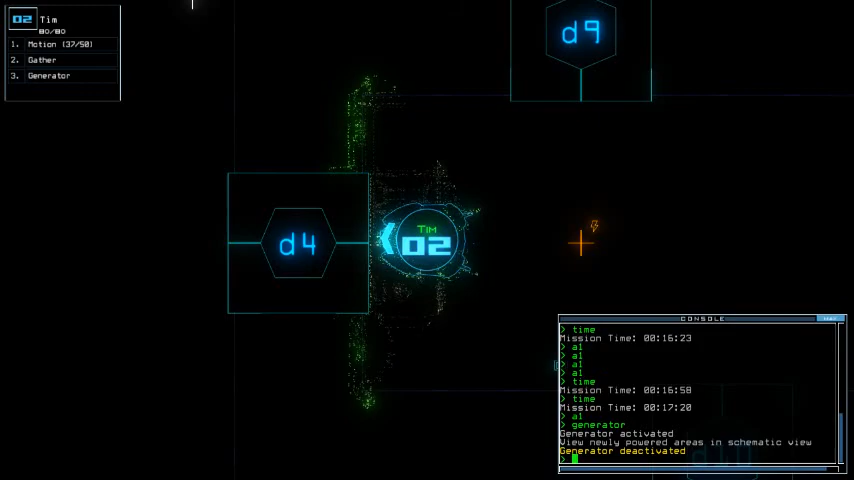 02 Tim
80/80
1. Motion (37/50)
2. Gather
3. Generator
d9
d4
Tim
02
CONSOLE
> time
Mission Time: 00:16:23
> a1
> a1
> a1
> a1
> time
Mission Time: 00:16:58
> time
Mission Time: 00:17:20
> a1
> generator
Generator activated
View newly powered areas in schematic view
Generator deactivated
>